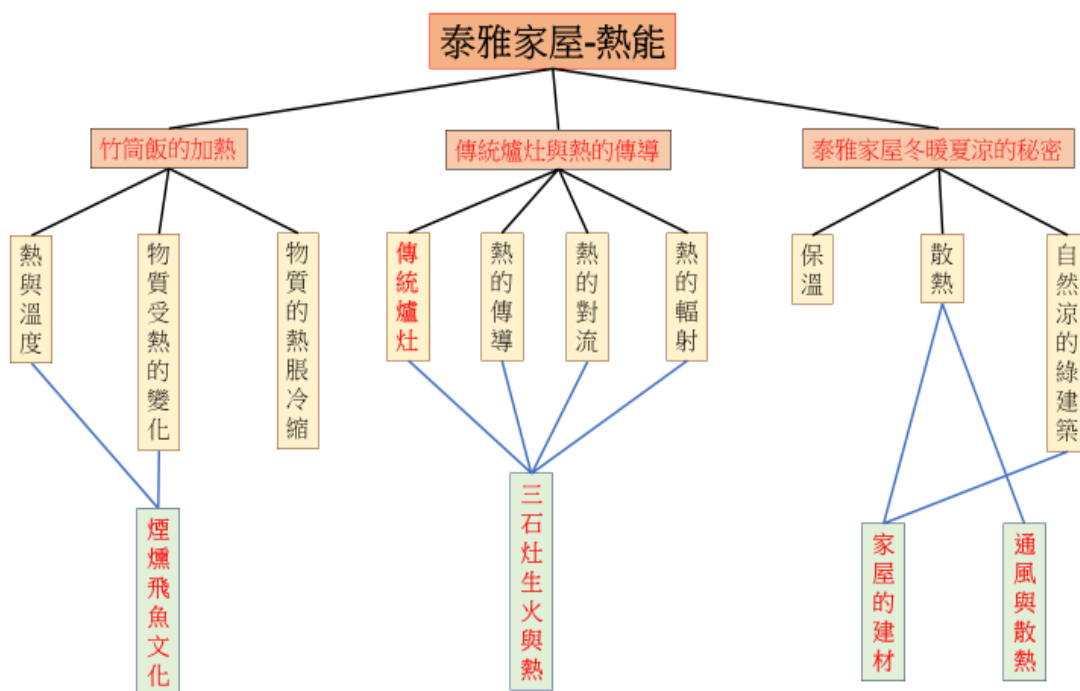 泰雅家屋-熱能
竹筒飯的加熱
傳統爐灶與熱的傳導
泰雅家屋冬暖夏涼的秘密
熱與溫度
物質受熱的變化
物質的熱脹冷縮
傳統爐灶
熱的傳導
熱的對流
熱的輻射
保溫
散熱
自然涼的綠建築
煙燻飛魚文化
三石灶生火與熱
家屋的建材
通風與散熱